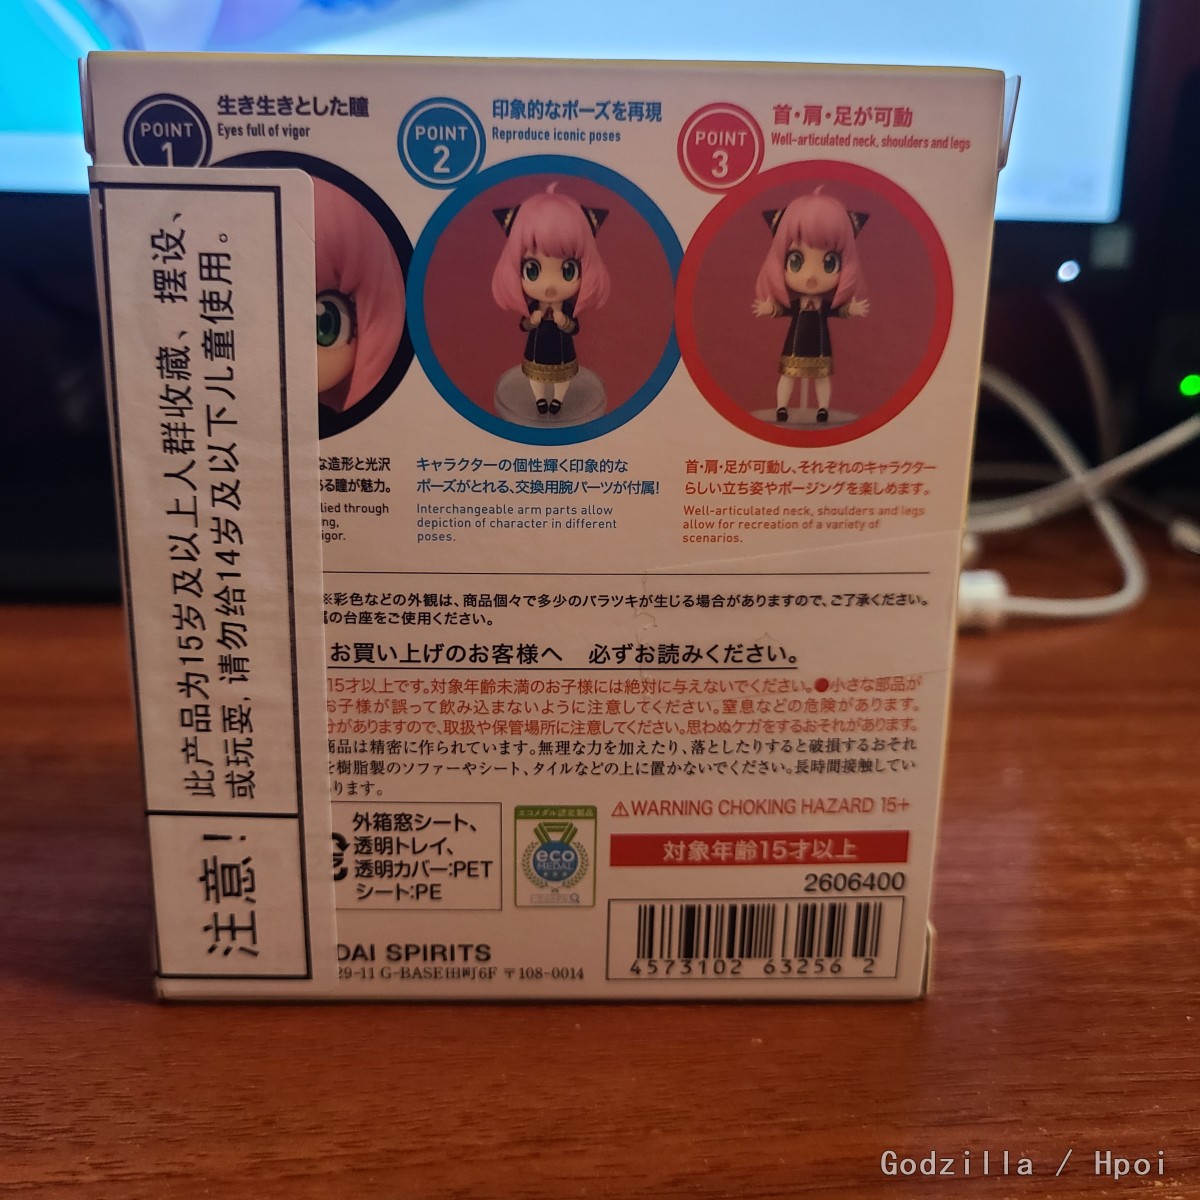 POINT
1
生き生きとした瞳
Eyes full of vigor
POINT
2
印象的なポーズを再現
Reproduce iconic poses
POINT
3
首・肩・足が可動
Well-articulated neck, shoulders and legs
此产品为15岁及以上人群收藏、摆设、
或玩耍,请勿给14岁及以下儿童使用。
注意!
な造形と光沢
る瞳が魅力。
lied through
ng,
igor.
キャラクターの個性輝く印象的な
ポーズがとれる、交換用腕パーツが付属!
Interchangeable arm parts allow
depiction of character in different
poses.
首・肩・足が可動し、それぞれのキャラクター
らしい立ち姿やポージングを楽しめます。
Well-articulated neck, shoulders and legs
allow for recreation of a variety of
scenarios.
※彩色などの外観は、商品個々で多少のバラツキが生じる場合がありますので、ご了承ください。
属の台座をご使用ください。
お買い上げのお客様へ 必ずお読みください。
15才以上です。対象年齢未満のお子様には絶対に与えないでください。●小さな部品が
お子様が誤って飲み込まないように注意してください。窒息などの危険があります。
分がありますので、取扱や保管場所に注意してください。思わぬケガをするおそれがあります。
商品は精密に作られています。無理な力を加えたり、落としたりすると破損するおそれ
を樹脂製のソファーやシート、タイルなどの上に置かないでください。長時間接触してい
ります。
外箱窓シート、
透明トレイ、
透明カバー:PET
シート:PE
エコメダル認定製品
eco
MEDAL
⚠WARNING CHOKING HAZARD 15+
対象年齢15才以上
2606400
DAI SPIRITS
29-11 G-BASE田町6F 〒108-0014
4573102 63256 2
Godzilla / Hpoi